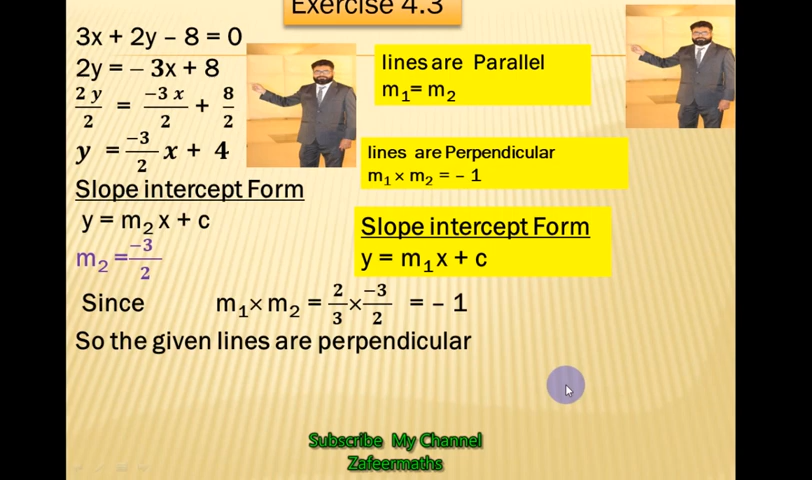 Exercise 4.3
3x + 2y – 8 = 0
2y = – 3x + 8
2 y/2 = −3 x/2 + 8/2
y = −3/2 x + 4
Slope intercept Form
y = m₂x + c
m₂ = −3/2
lines are Parallel
m₁= m₂
lines are Perpendicular
m₁ × m₂ = – 1
Slope intercept Form
y = m₁x + c
Since m₁× m₂ = 2/3 × −3/2 = – 1
So the given lines are perpendicular
Subscribe My Channel
Zafeermaths